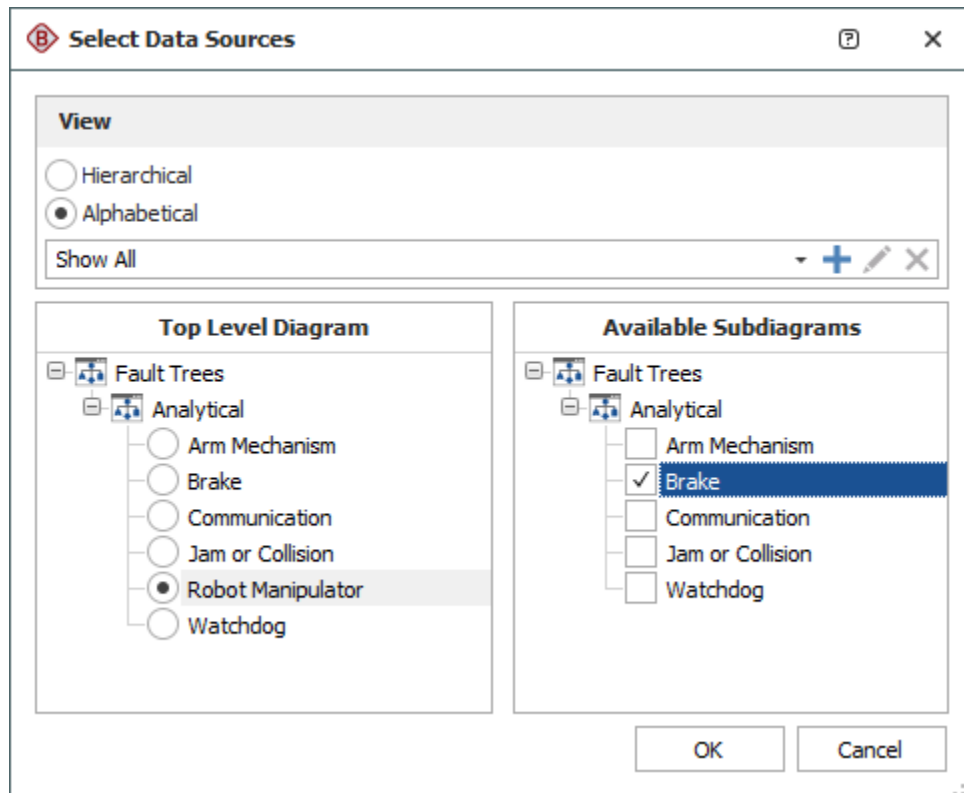 B Select Data Sources ?
View
Hierarchical
Alphabetical
Show All
Top Level Diagram
Fault Trees
Analytical
Arm Mechanism
Brake
Communication
Jam or Collision
Robot Manipulator
Watchdog
Available Subdiagrams
Fault Trees
Analytical
Arm Mechanism
Brake
Communication
Jam or Collision
Watchdog
OK Cancel